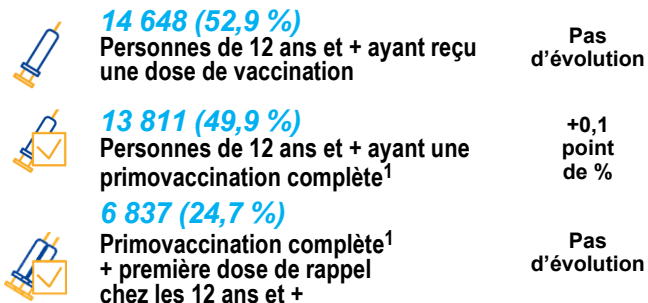 14 648 (52,9 %)
Personnes de 12 ans et + ayant reçu
une dose de vaccination
Pas
d'évolution
13 811 (49,9 %)
Personnes de 12 ans et + ayant une
primovaccination complète1
+0,1
point
de %
6 837 (24,7 %)
Primovaccination complète1
+ première dose de rappel
chez les 12 ans et +
Pas
d'évolution